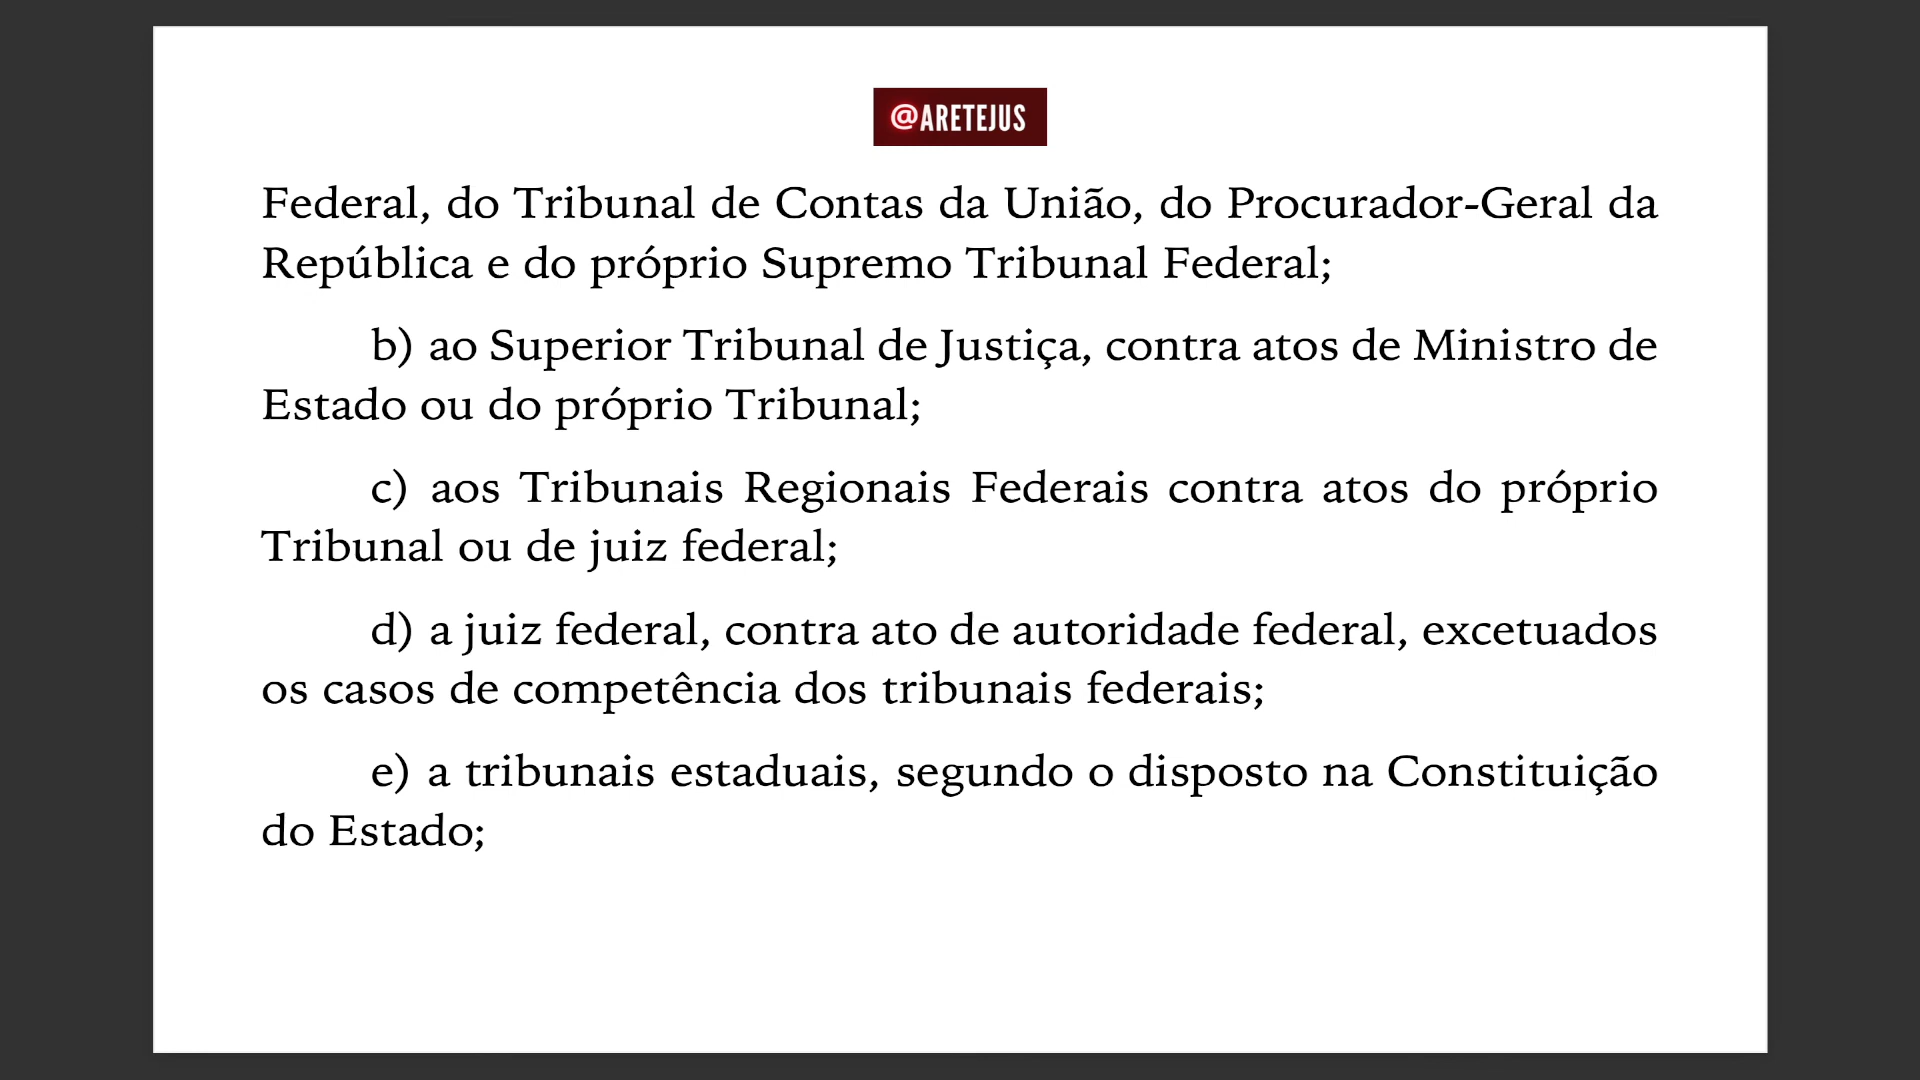 @ARETEJUS
Federal, do Tribunal de Contas da União, do Procurador-Geral da
República e do próprio Supremo Tribunal Federal;
b) ao Superior Tribunal de Justiça, contra atos de Ministro de
Estado ou do próprio Tribunal;
c) aos Tribunais Regionais Federais contra atos do próprio
Tribunal ou de juiz federal;
d) a juiz federal, contra ato de autoridade federal, excetuados
os casos de competência dos tribunais federais;
e) a tribunais estaduais, segundo o disposto na Constituição
do Estado;